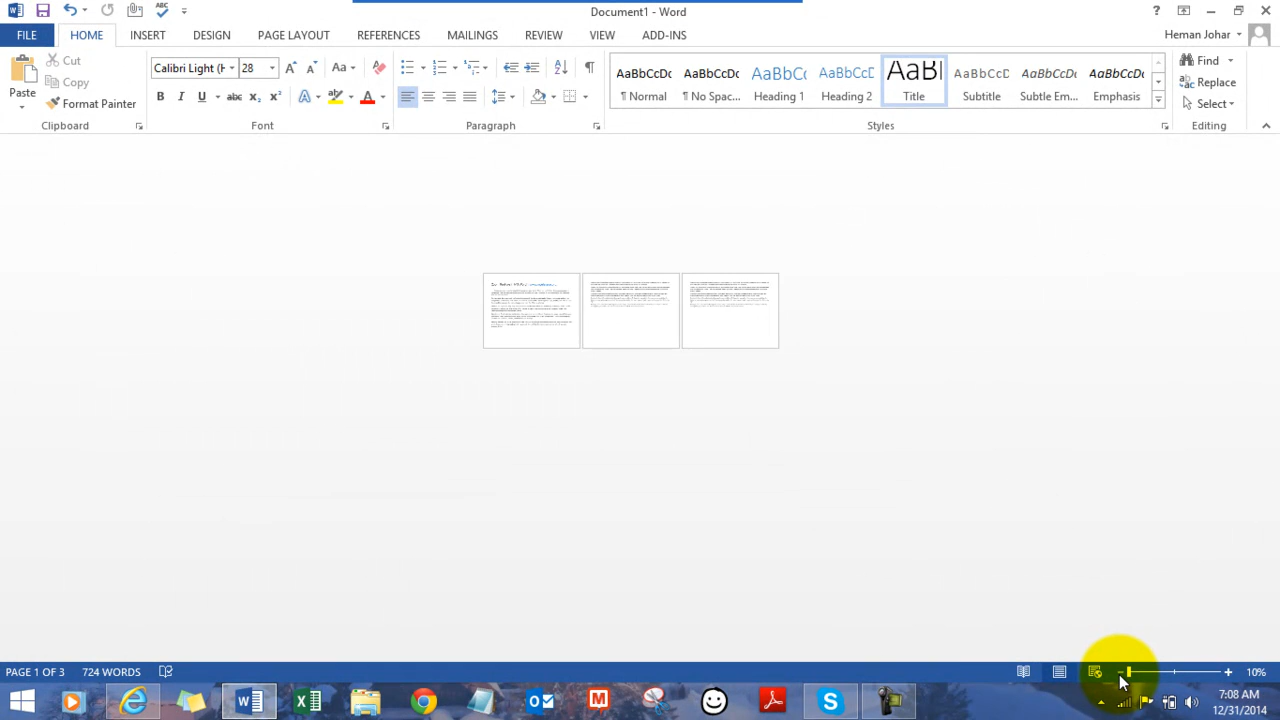 Document1 - Word
FILE HOME INSERT DESIGN PAGE LAYOUT REFERENCES MAILINGS REVIEW VIEW ADD-INS Heman Johar
Cut
Copy
Format Painter
Paste
Clipboard
Calibri Light (H 28
Font
Paragraph
AaBbCcDc AaBbCcDc AaBbCc AaBbCcD AaBl AaBbCcD AaBbCcDc AaBbCcDc
¶ Normal ¶ No Spac... Heading 1 Heading 2 Title Subtitle Subtle Em... Emphasis
Styles
Find
Replace
Select
Editing
PAGE 1 OF 3 724 WORDS 10%
7:08 AM
12/31/2014